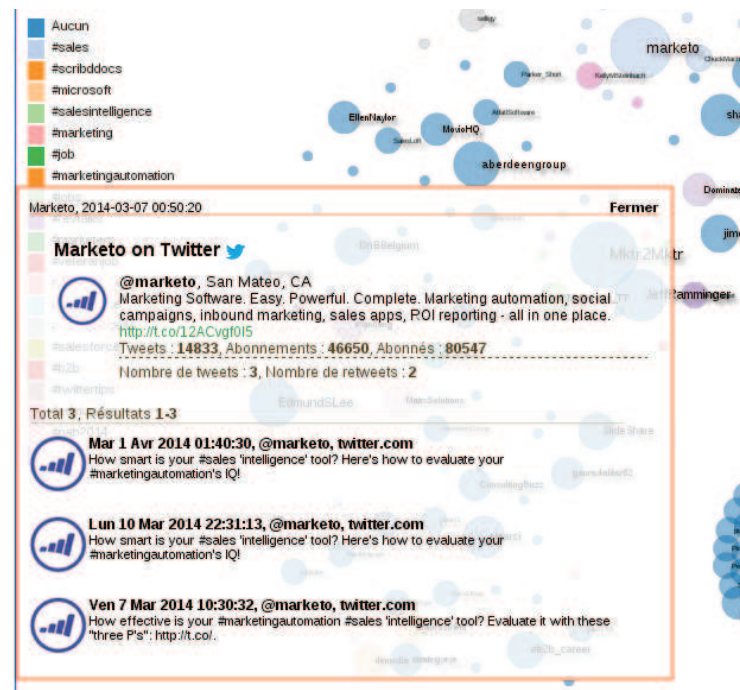 Aucun
#sales
#scribddocs
#microsoft
#salesintelligence
#marketing
#job
#marketingautomation
marketo
Parker_Short
KellyMSteinbach
EllenNaylor
MovioHQ
SalesLoft
aberdeengroup
Marketo, 2014-03-07 00:50:20
Fermer
Marketo on Twitter
@marketo, San Mateo, CA
Marketing Software. Easy. Powerful. Complete. Marketing automation, social
campaigns, inbound marketing, sales apps, ROI reporting - all in one place.
http://t.co/12ACvgf0I5
Tweets : 14833, Abonnements : 46650, Abonnés : 80547
Nombre de tweets : 3, Nombre de retweets : 2
Total 3, Résultats 1-3
Mar 1 Avr 2014 01:40:30, @marketo, twitter.com
How smart is your #sales 'intelligence' tool? Here's how to evaluate your
#marketingautomation's IQ!
Lun 10 Mar 2014 22:31:13, @marketo, twitter.com
How smart is your #sales 'intelligence' tool? Here's how to evaluate your
#marketingautomation's IQ!
Ven 7 Mar 2014 10:30:32, @marketo, twitter.com
How effective is your #marketingautomation #sales 'intelligence' tool? Evaluate it with these
"three P's": http://t.co/.
Mktr2Mktr
JeffRamminger
EdmundSLee
#salesforce
#b2b
#b2b_career